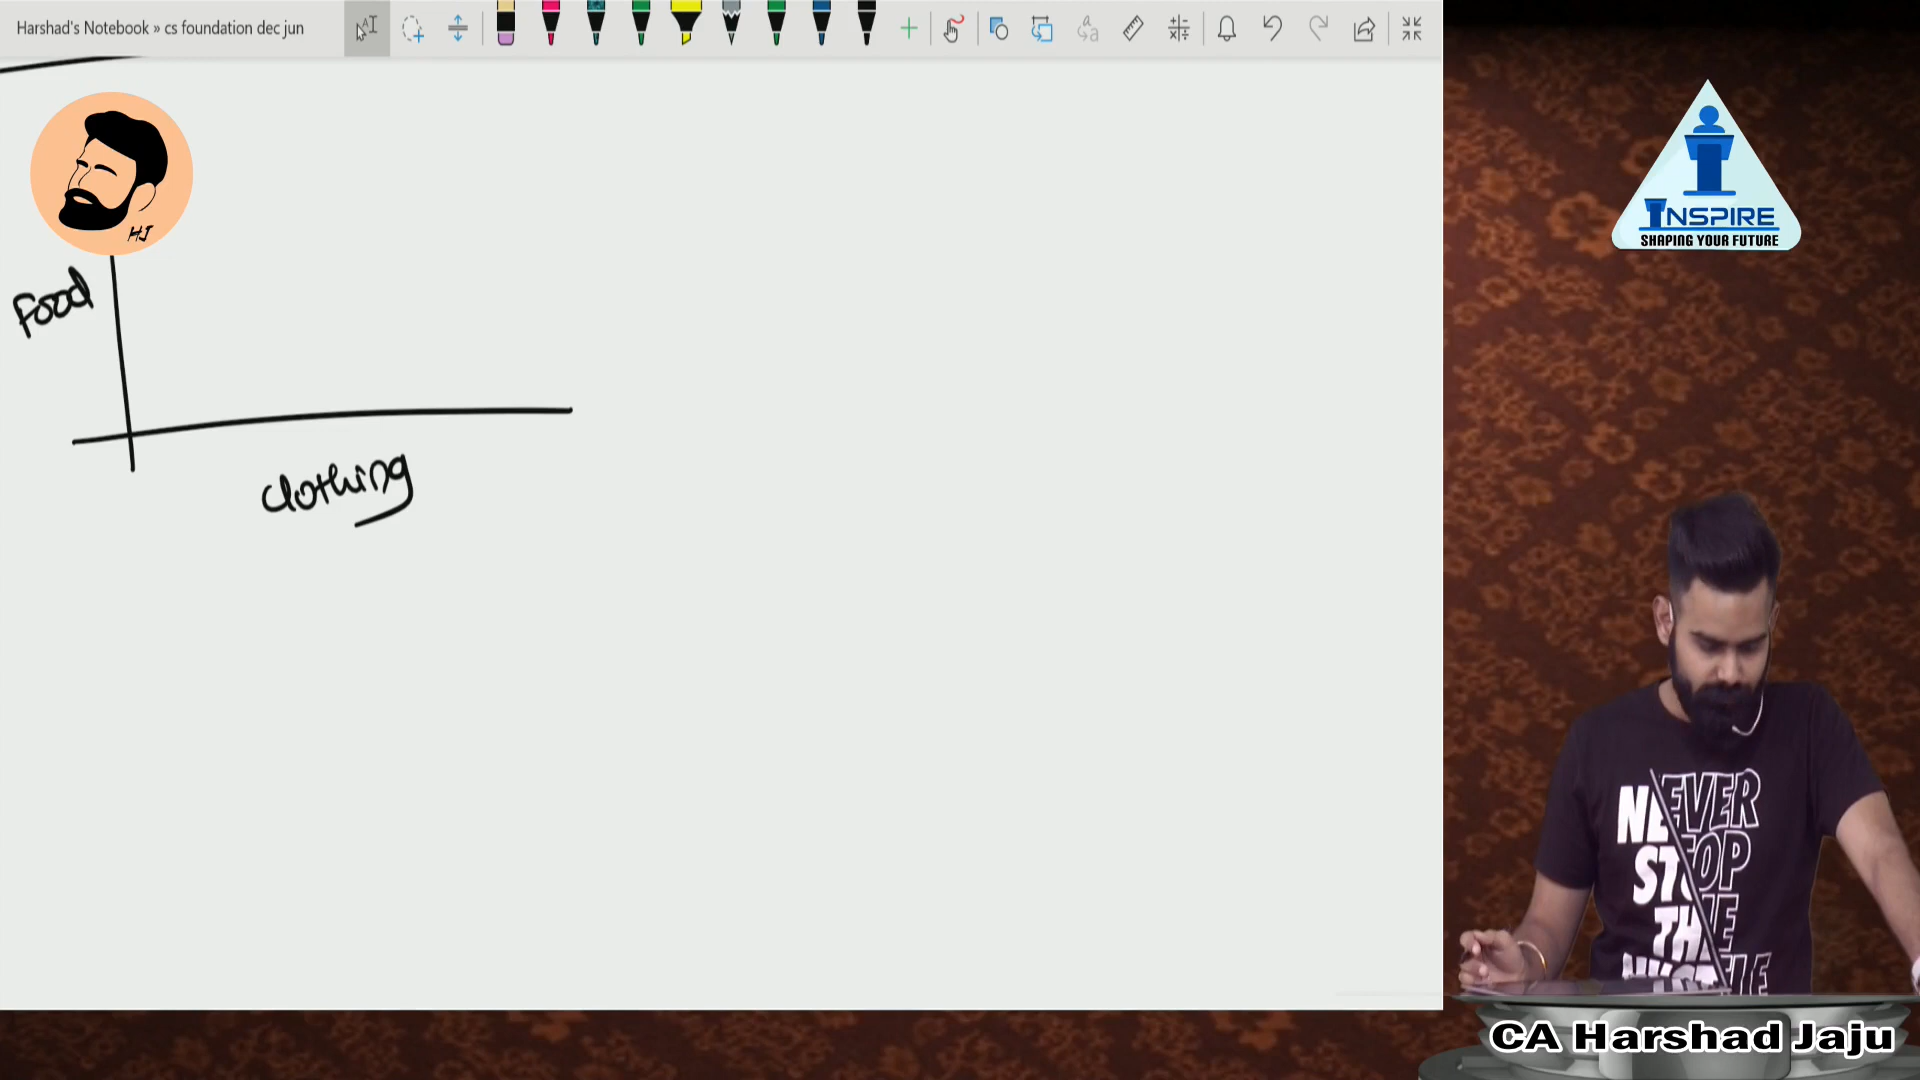 Harshad's Notebook » cs foundation dec jun
HJ
Food
clothing
INSPIRE
SHAPING YOUR FUTURE
NEVER
STOP
THE
HUSTLE
CA Harshad Jaju